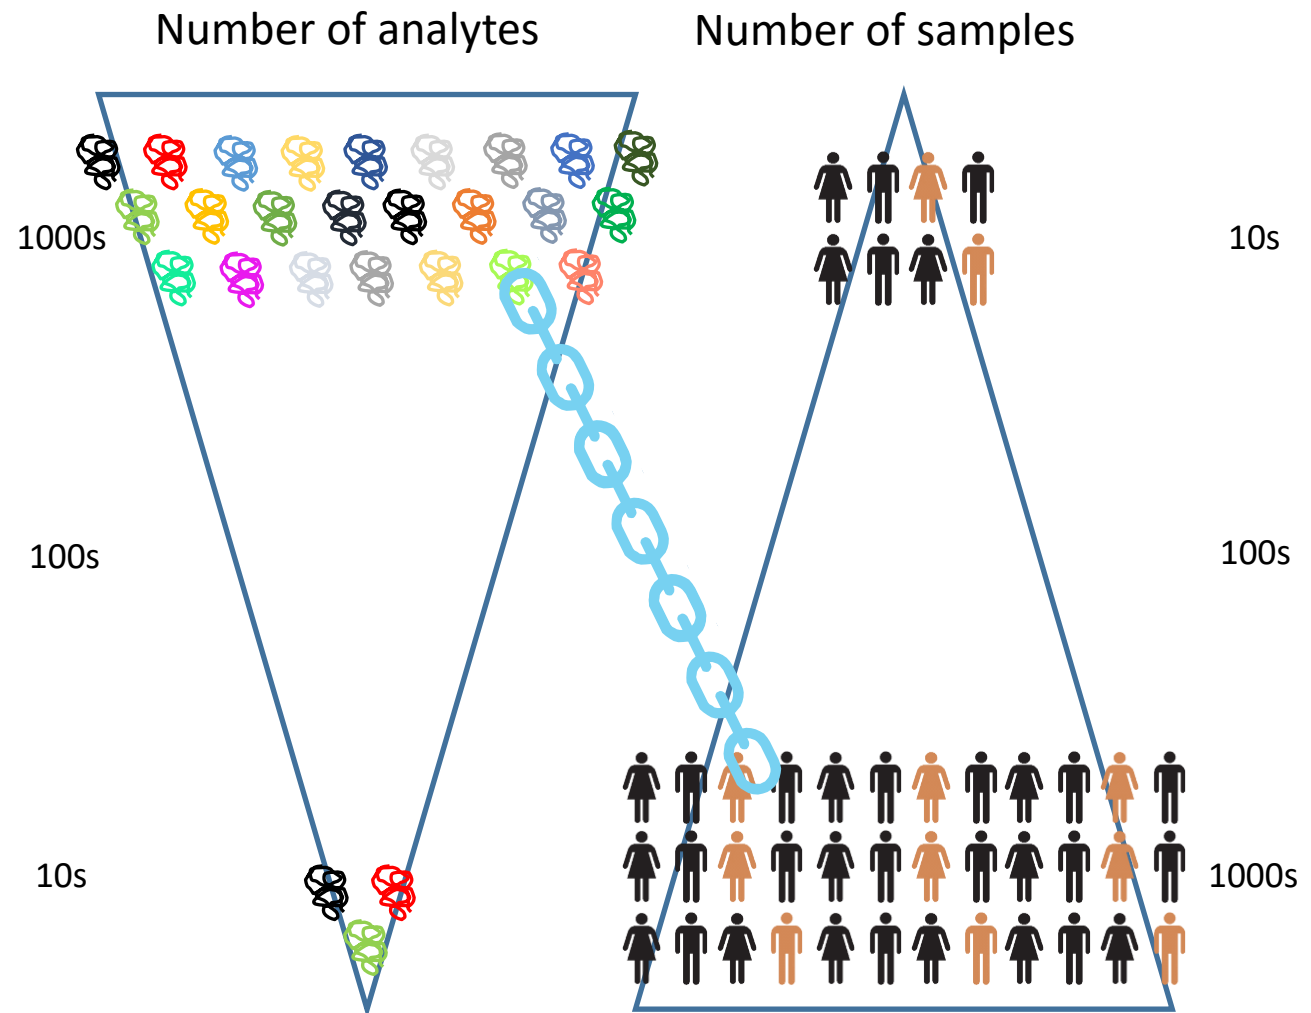 Number of analytes
Number of samples
1000s
10s
100s
100s
10s
1000s